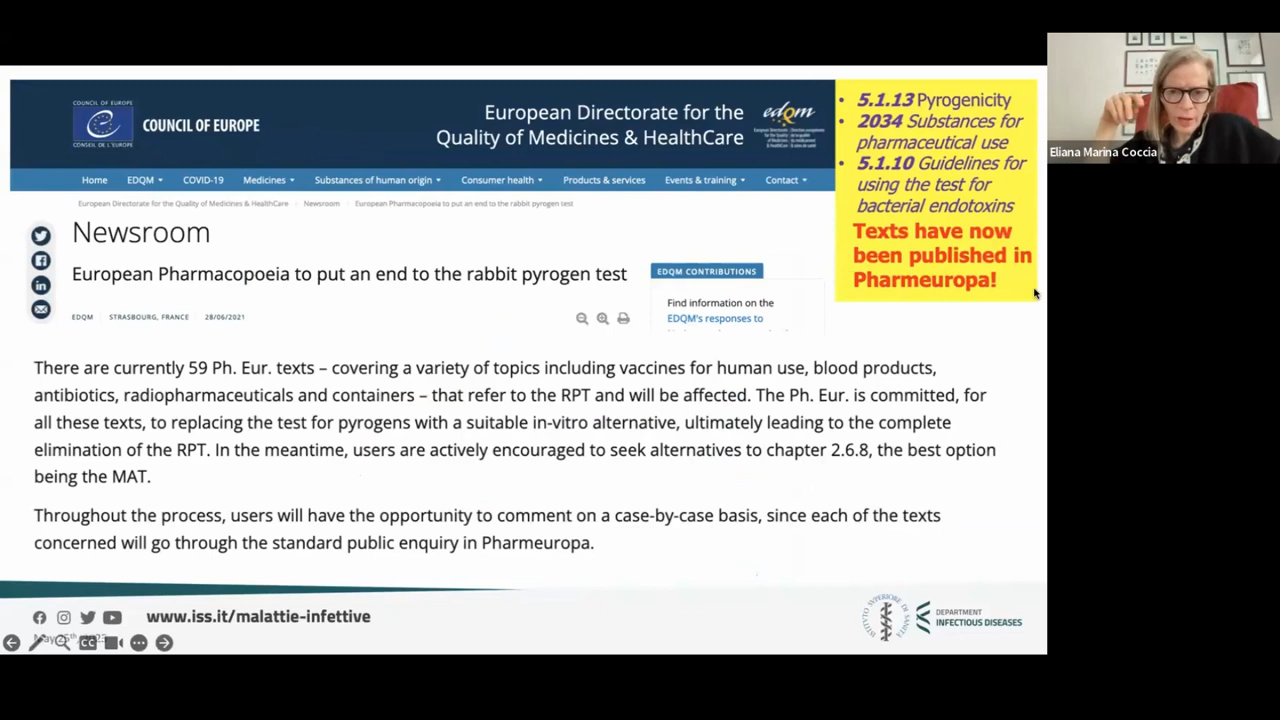 COUNCIL OF EUROPE
CONSEIL DE L'EUROPE
COUNCIL OF EUROPE
European Directorate for the
Quality of Medicines & HealthCare
edqm
Home EDQM COVID-19 Medicines Substances of human origin Consumer health Products & services Events & training Contact
European Directorate for the Quality of Medicines & HealthCare Newsroom European Pharmacopoeia to put an end to the rabbit pyrogen test
Newsroom
European Pharmacopoeia to put an end to the rabbit pyrogen test
EDQM STRASBOURG, FRANCE 28/06/2021
EDQM CONTRIBUTIONS
Find information on the
EDQM's responses to
• 5.1.13 Pyrogenicity
• 2034 Substances for
pharmaceutical use
• 5.1.10 Guidelines for
using the test for
bacterial endotoxins
Texts have now
been published in
Pharmeuropa!
Eliana Marina Coccia
There are currently 59 Ph. Eur. texts – covering a variety of topics including vaccines for human use, blood products,
antibiotics, radiopharmaceuticals and containers – that refer to the RPT and will be affected. The Ph. Eur. is committed, for
all these texts, to replacing the test for pyrogens with a suitable in-vitro alternative, ultimately leading to the complete
elimination of the RPT. In the meantime, users are actively encouraged to seek alternatives to chapter 2.6.8, the best option
being the MAT.
Throughout the process, users will have the opportunity to comment on a case-by-case basis, since each of the texts
concerned will go through the standard public enquiry in Pharmeuropa.
www.iss.it/malattie-infettive
ISTITUTO SUPERIORE DI SANITÀ
DEPARTMENT
INFECTIOUS DISEASES
CC